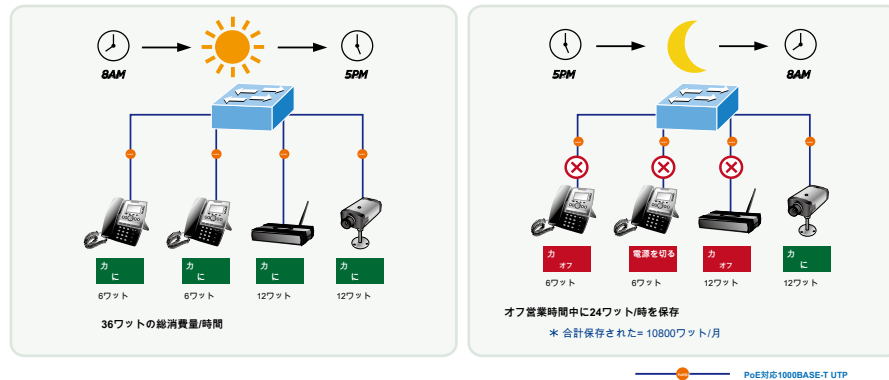 8AM
5PM
カ
に
6ワット
カ
に
6ワット
カ
に
12ワット
カ
に
12ワット
36ワットの総消費量/時間
5PM
8AM
カ
オフ
6ワット
電源を切る
6ワット
カ
オフ
12ワット
カ
に
12ワット
オフ営業時間中に24ワット/時を保存
* 合計保存された= 10800ワット/月
PoE対応1000BASE-T UTP